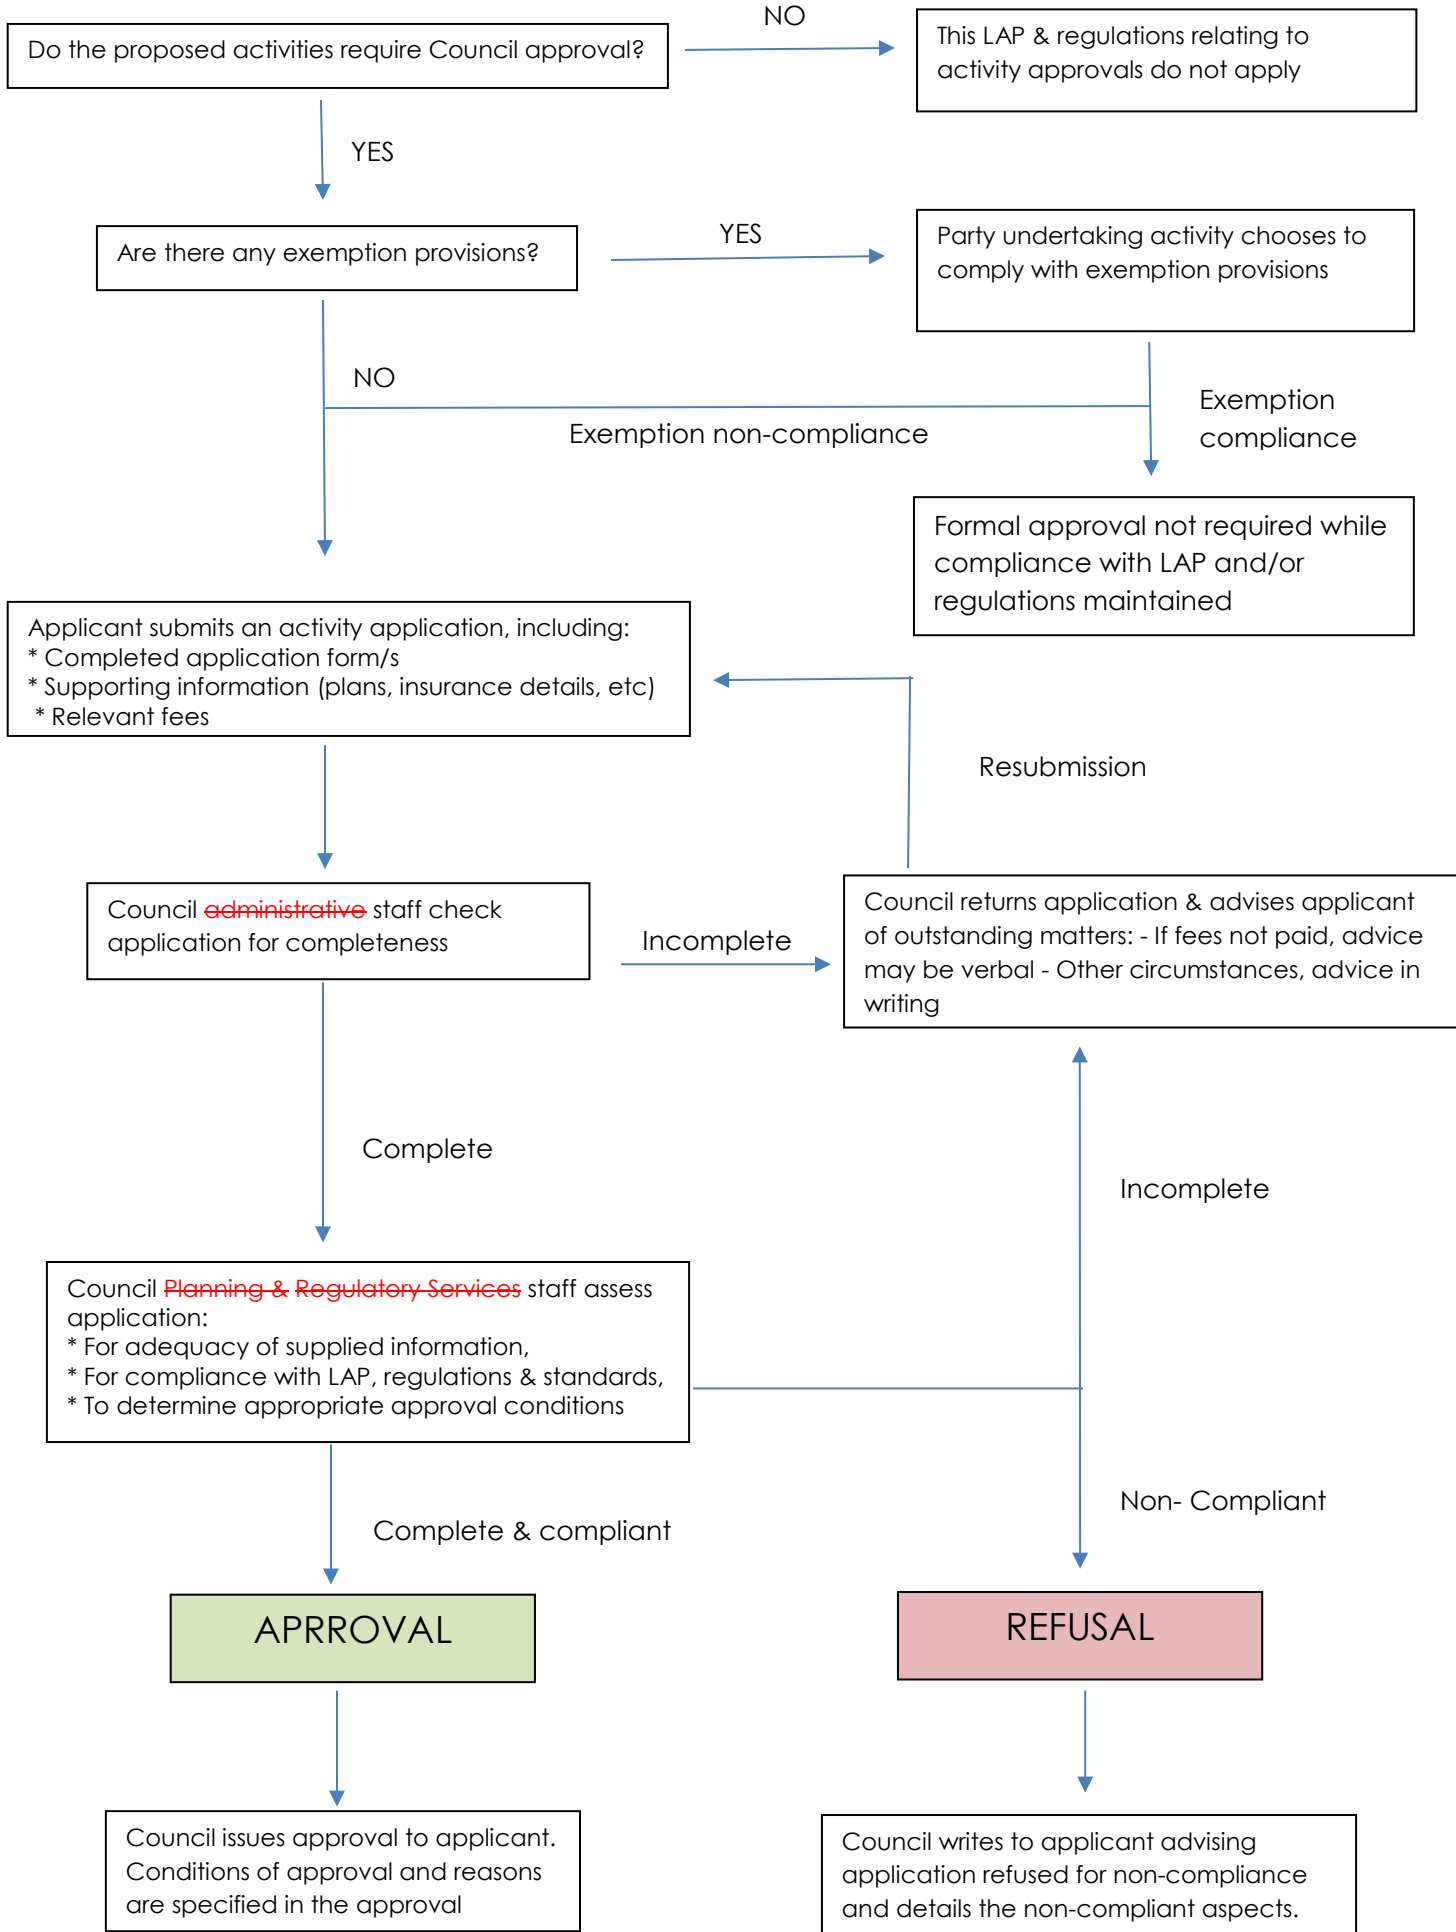 NO
Do the proposed activities require Council approval?
This LAP & regulations relating to
activity approvals do not apply
YES
Are there any exemption provisions?
YES
Party undertaking activity chooses to
comply with exemption provisions
NO
Exemption non-compliance
Exemption
compliance
Formal approval not required while
compliance with LAP and/or
regulations maintained
Applicant submits an activity application, including:
* Completed application form/s
* Supporting information (plans, insurance details, etc)
* Relevant fees
Resubmission
Council administrative staff check
application for completeness
Incomplete
Council returns application & advises applicant
of outstanding matters: - If fees not paid, advice
may be verbal - Other circumstances, advice in
writing
Complete
Incomplete
Council Planning & Regulatory Services staff assess
application:
* For adequacy of supplied information,
* For compliance with LAP, regulations & standards,
* To determine appropriate approval conditions
Non- Compliant
Complete & compliant
APRROVAL
REFUSAL
Council issues approval to applicant.
Conditions of approval and reasons
are specified in the approval
Council writes to applicant advising
application refused for non-compliance
and details the non-compliant aspects.